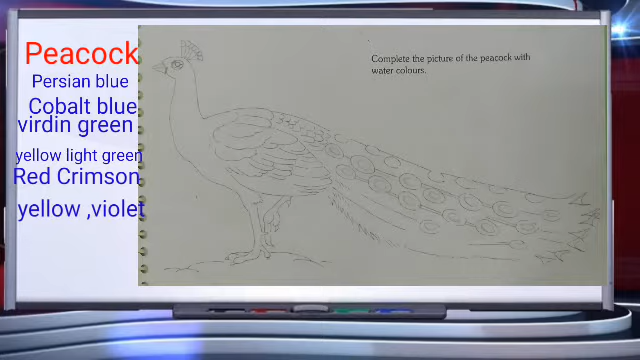 Peacock
Persian blue
Cobalt blue
virdin green
yellow light green
Red Crimson
yellow ,violet
Complete the picture of the peacock with
water colours.